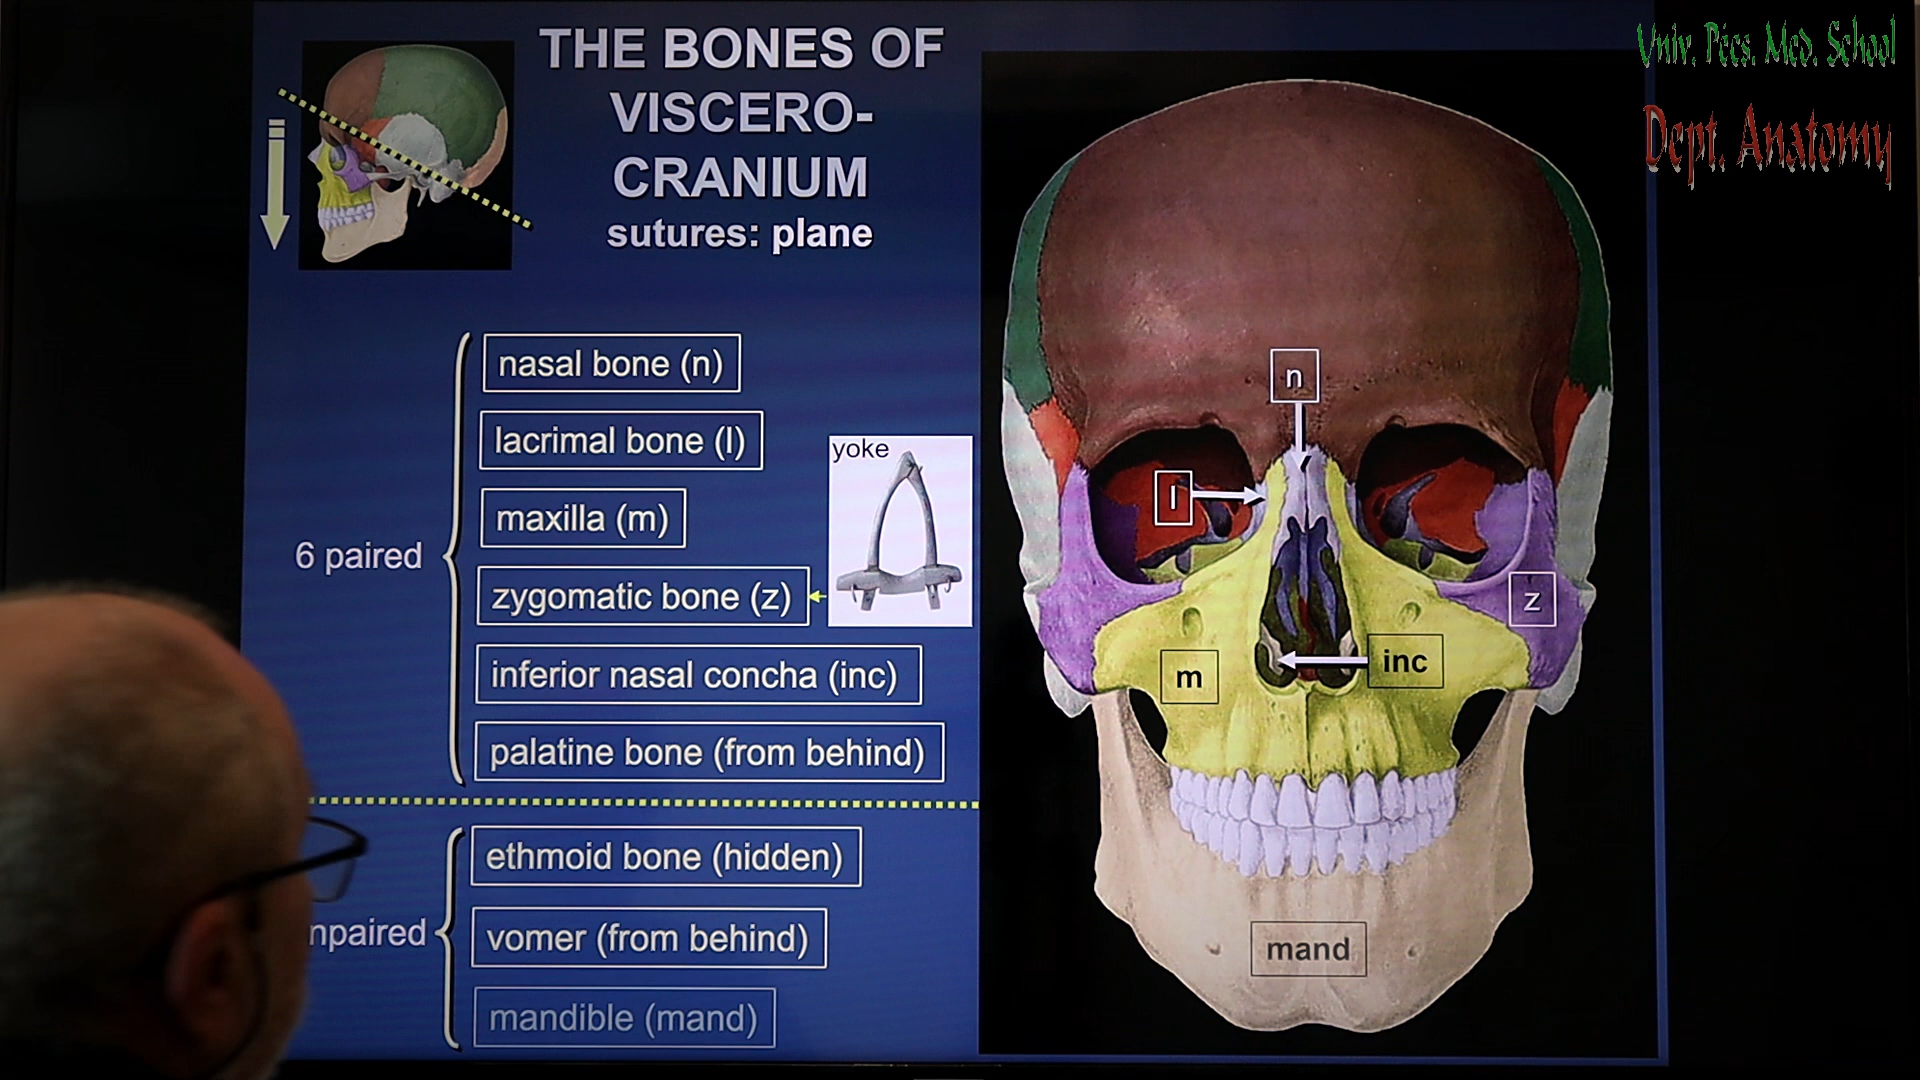 THE BONES OF
VISCERO-
CRANIUM
sutures: plane
Univ. Pécs. Med. School
Dept. Anatomy
6 paired
nasal bone (n)
lacrimal bone (l)
maxilla (m)
zygomatic bone (z)
inferior nasal concha (inc)
palatine bone (from behind)
yoke
npaired
ethmoid bone (hidden)
vomer (from behind)
mandible (mand)
n
l
z
m
inc
mand